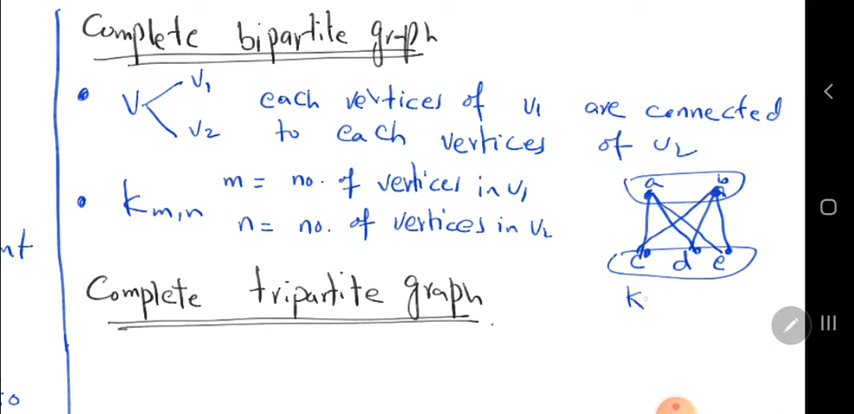 Complete bipartite graph
• V < V1 each vertices of V1 are connected
V2 to each vertices of V2
• Km,n m = no. of vertices in V1
n = no. of vertices in V2
a b
c d e
K
nt
Complete tripartite graph
to